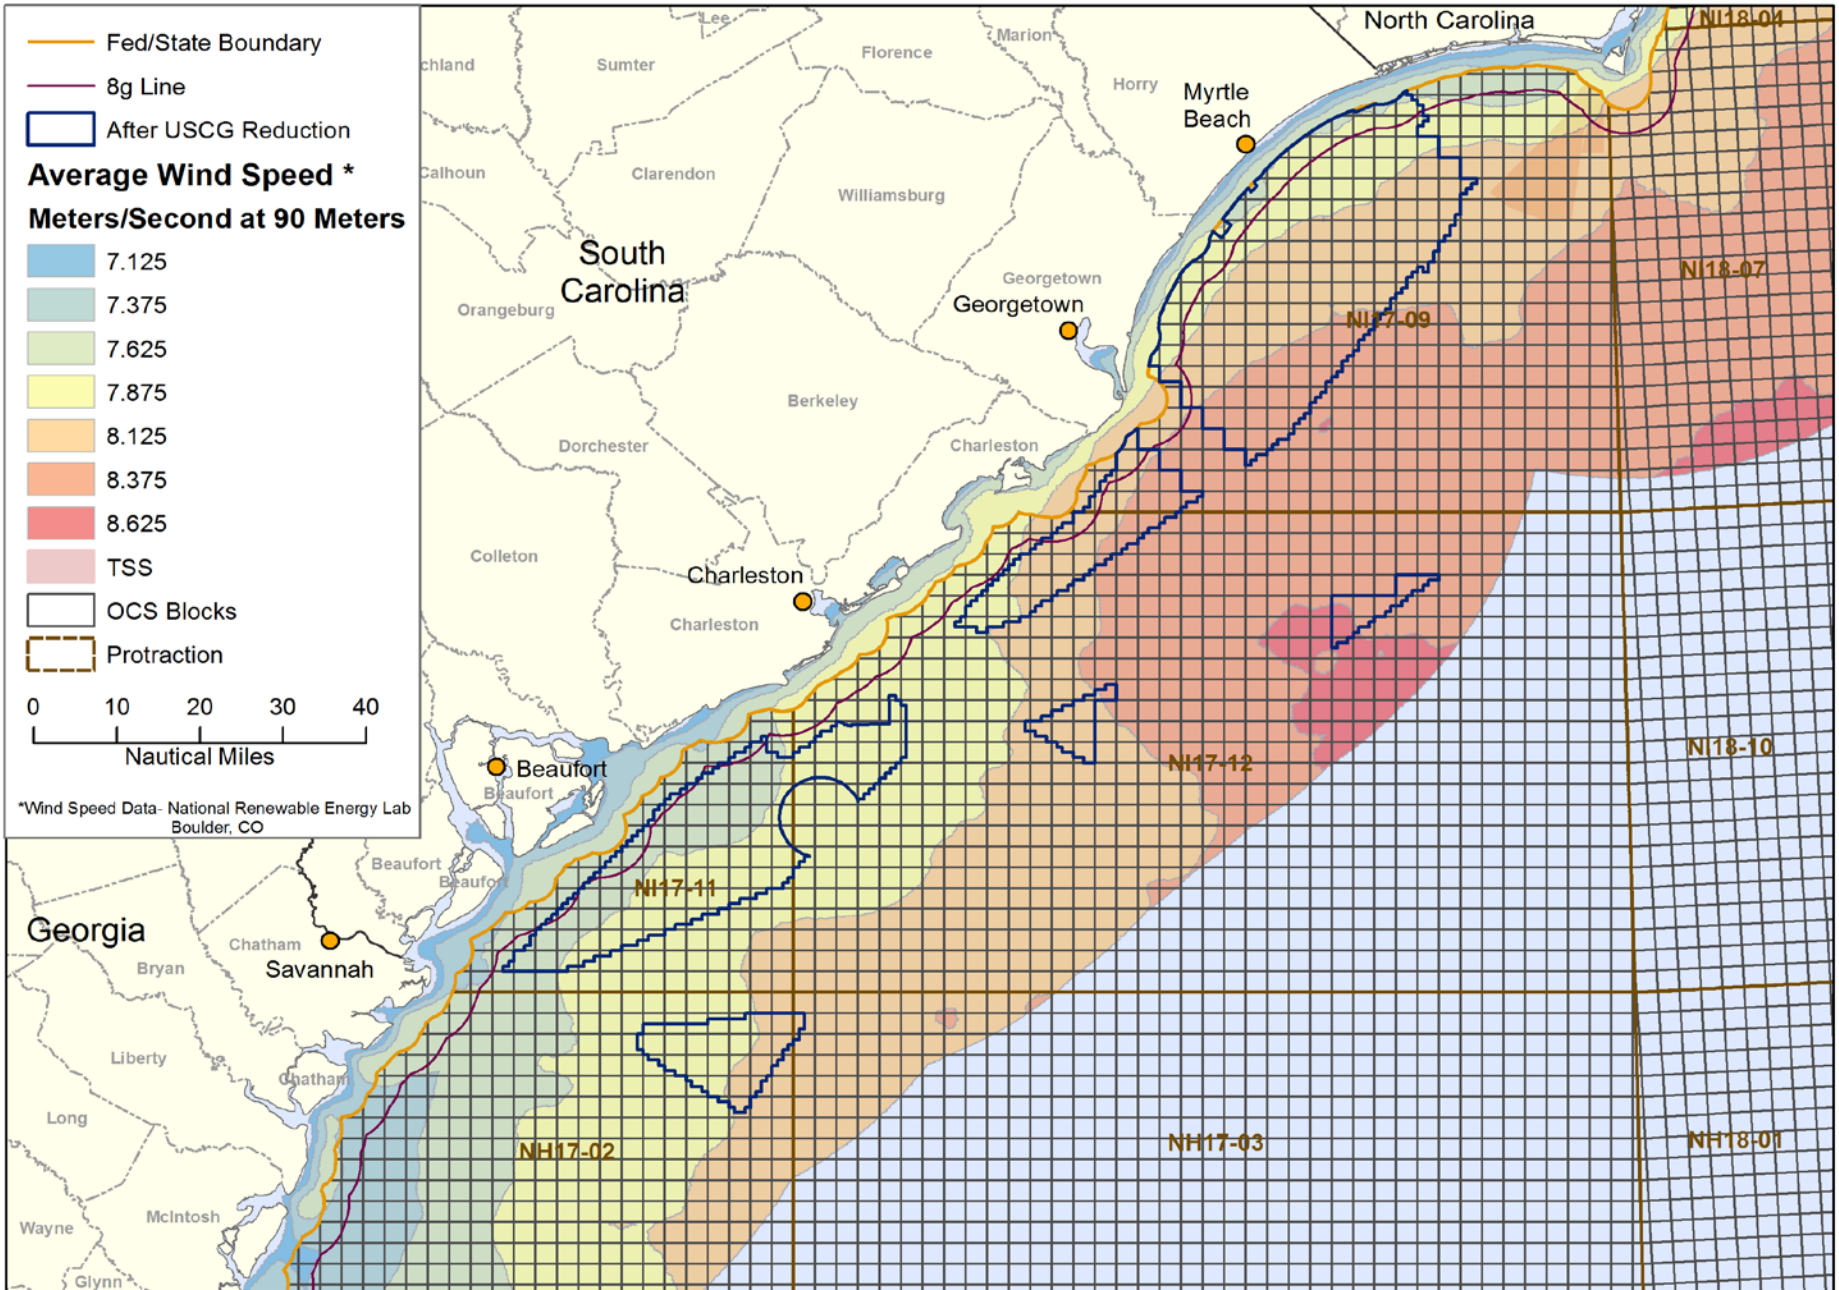 Fed/State Boundary
8g Line
After USCG Reduction
Average Wind Speed *
Meters/Second at 90 Meters
7.125
7.375
7.625
7.875
8.125
8.375
8.625
TSS
OCS Blocks
Protraction
0 10 20 30 40
Nautical Miles
*Wind Speed Data- National Renewable Energy Lab
Boulder, CO
Lee
Marion
North Carolina
NI18-04
chland
Sumter
Florence
Horry
Myrtle
Beach
Calhoun
Clarendon
Williamsburg
South
Carolina
Georgetown
NI18-07
Orangeburg
Georgetown
NI17-09
Berkeley
Dorchester
Charleston
Colleton
Charleston
Charleston
NI17-12
NI18-10
Beaufort
Beaufort
Beaufort
Beaufort
NI17-11
Georgia
Chatham
Savannah
Bryan
Liberty
Chatham
Long
NH17-02
NH17-03
NH18-01
McIntosh
Wayne
Glynn